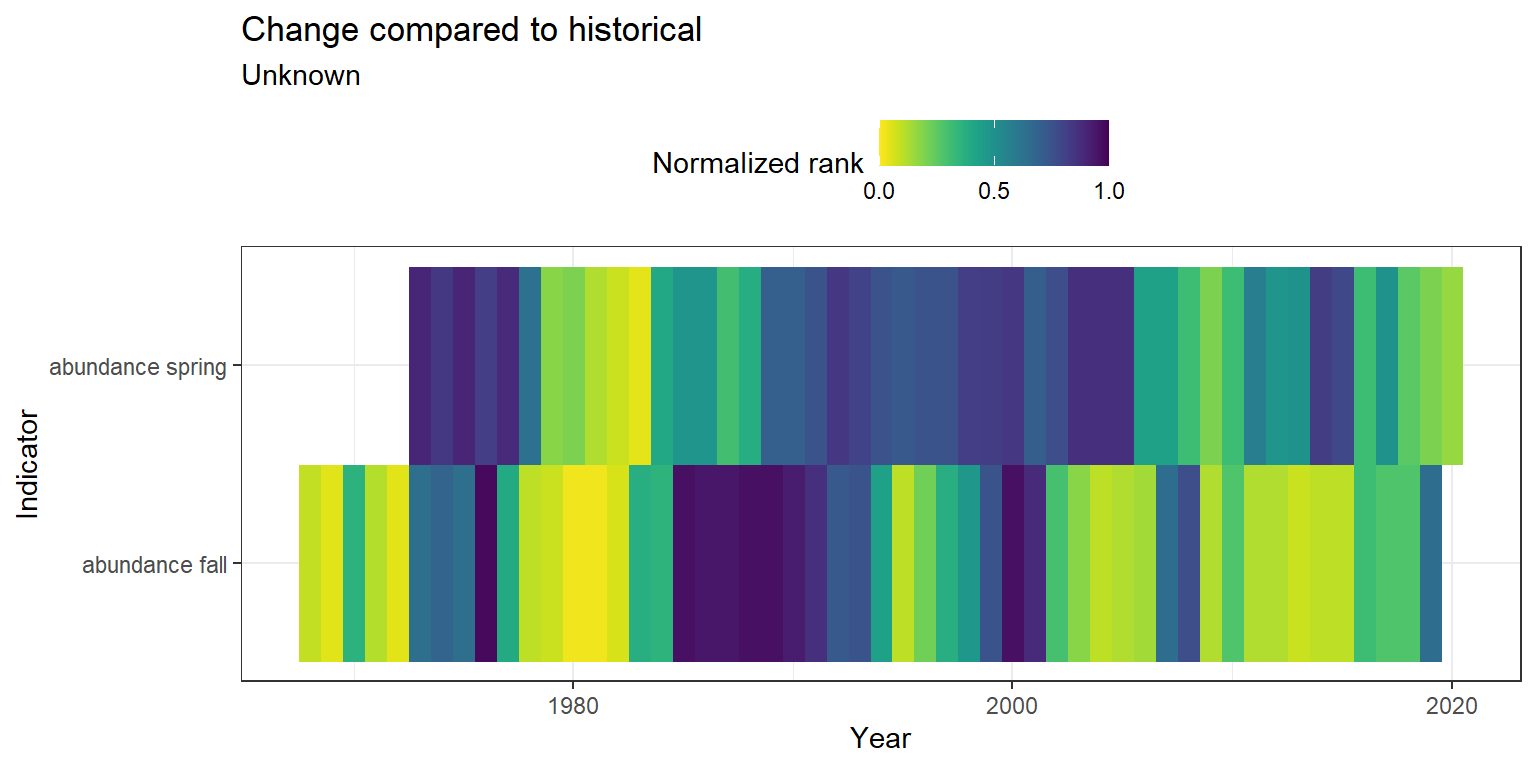 Change compared to historical
Unknown
Normalized rank
0.0 0.5 1.0
abundance spring
abundance fall
Indicator
1980 2000 2020
Year